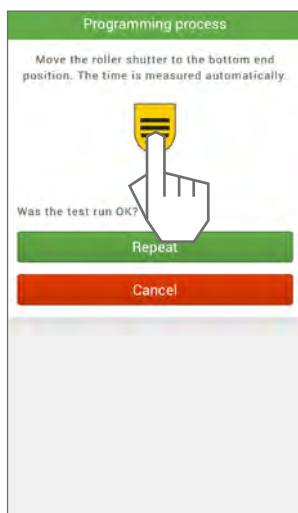 Programming process
Move the roller shutter to the bottom end
position. The time is measured automatically.
Was the test run OK?
Repeat
Cancel